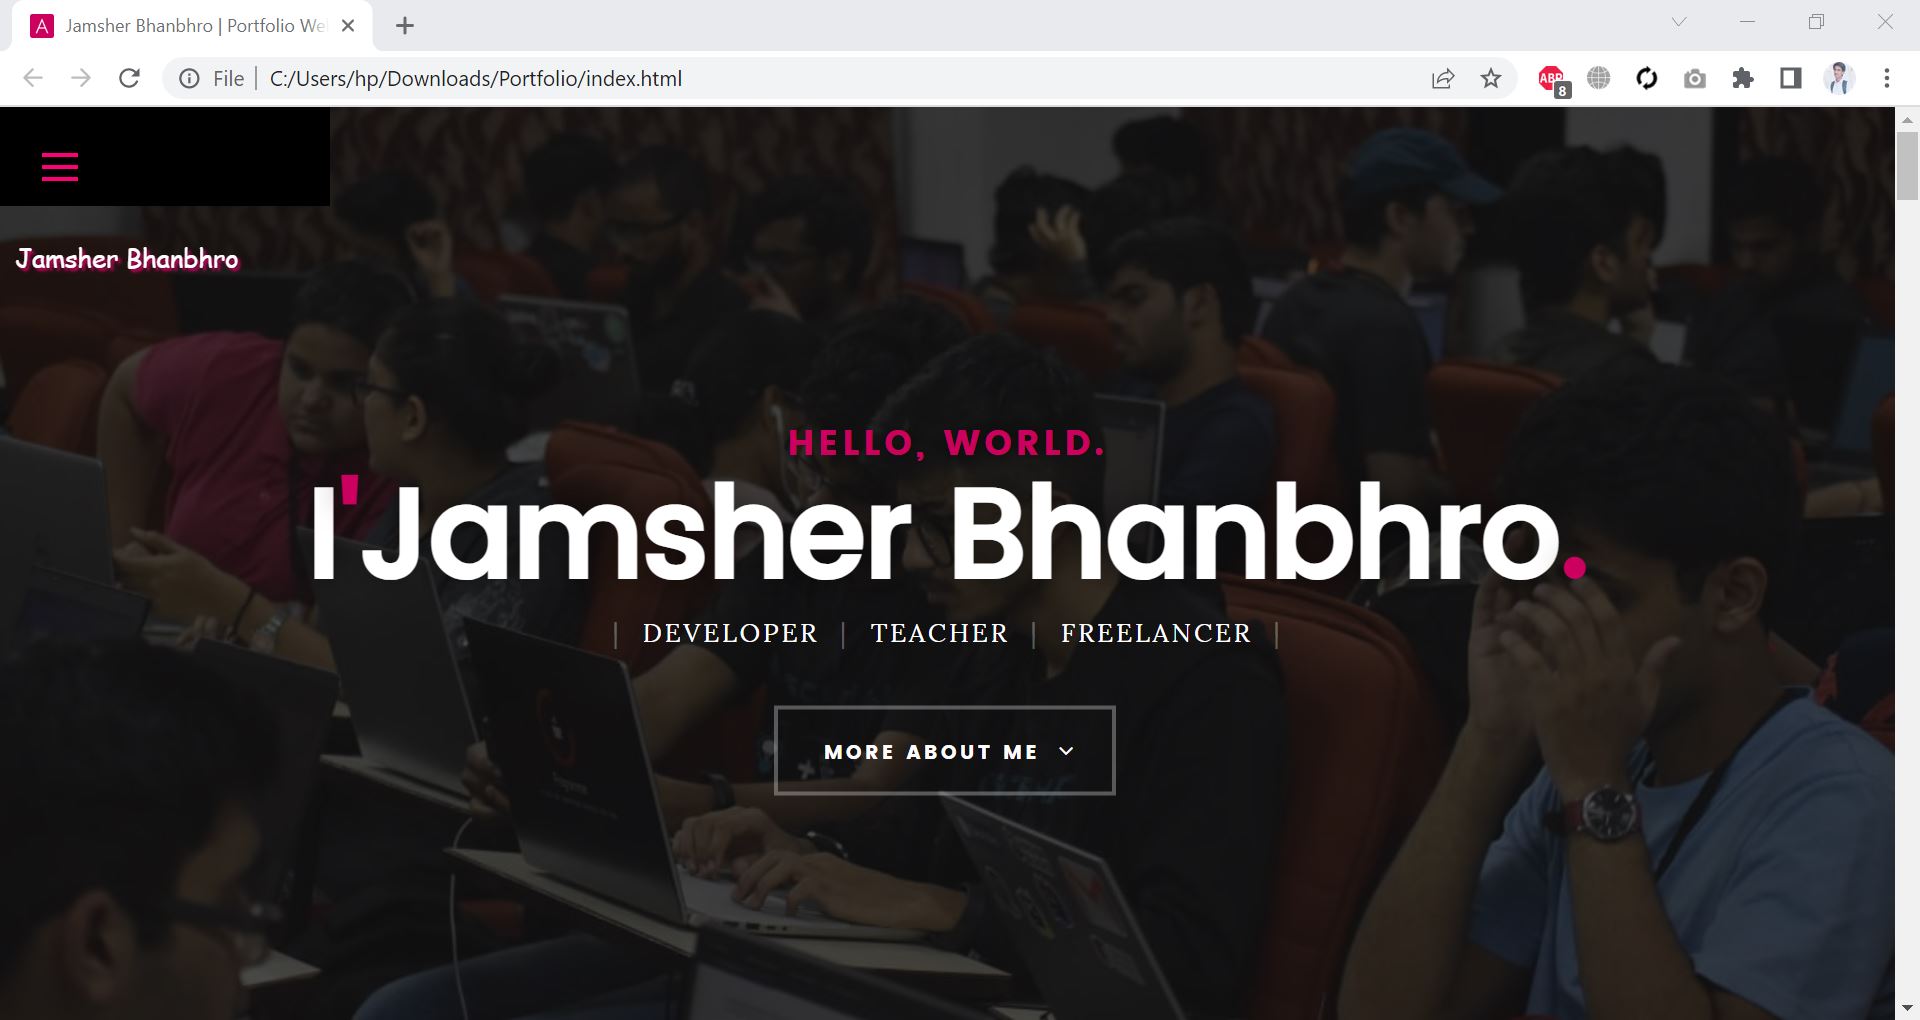 A Jamsher Bhanbhro | Portfolio We
File | C:/Users/hp/Downloads/Portfolio/index.html
ABP 8
Jamsher Bhanbhro
HELLO, WORLD.
I'Jamsher Bhanbhro.
| DEVELOPER | TEACHER | FREELANCER |
MORE ABOUT ME